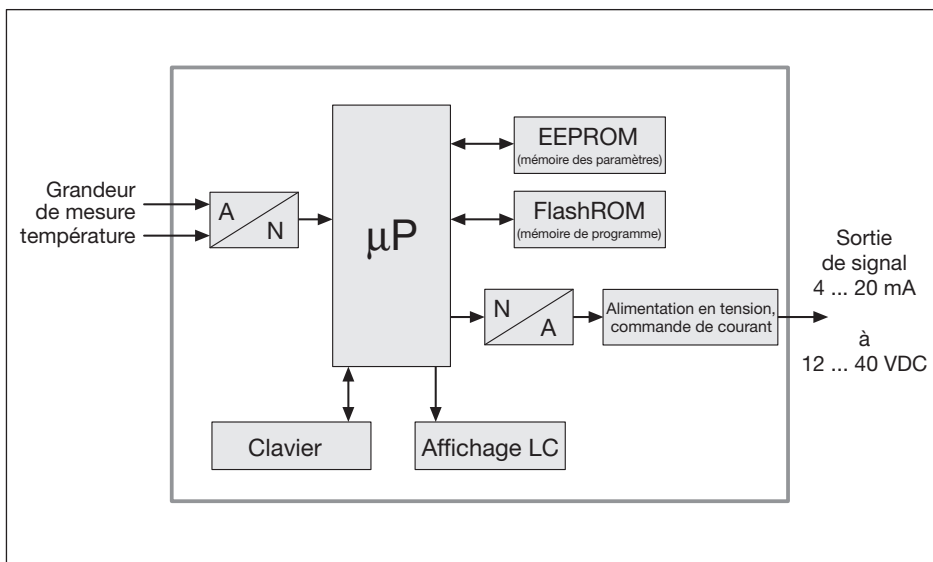 EEPROM
(mémoire des paramètres)
Grandeur
de mesure
température
A
N
µP
FlashROM
(mémoire de programme)
N
A
Alimentation en tension,
commande de courant
Sortie
de signal
4 ... 20 mA
à
12 ... 40 VDC
Clavier
Affichage LC